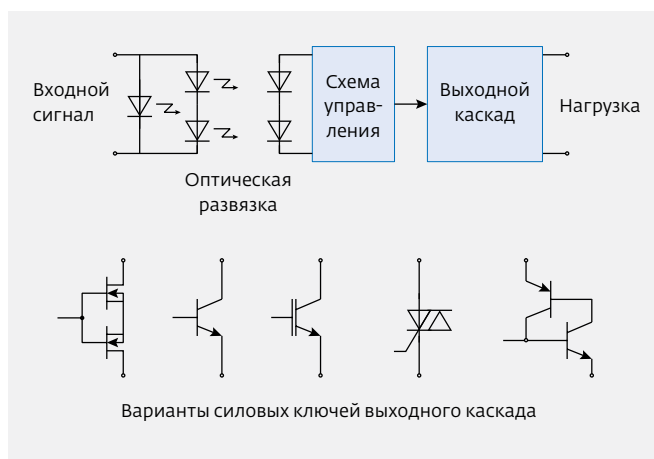 Входной
сигнал
Схема
управ-
ления
Выходной
каскад
Нагрузка
Оптическая
развязка
Варианты силовых ключей выходного каскада